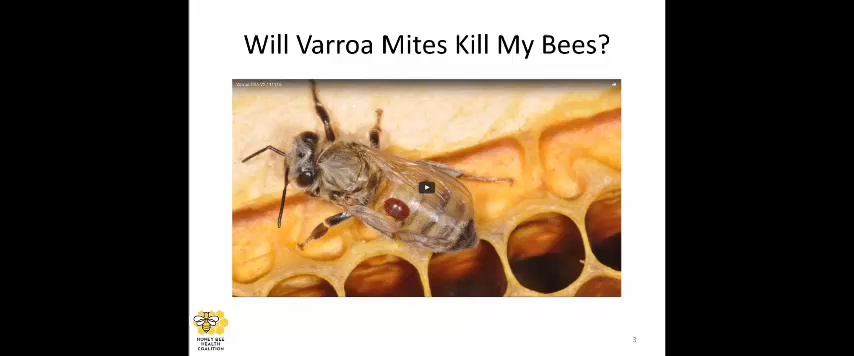 Will Varroa Mites Kill My Bees?
HONEY BEE
HEALTH
COALITION
3